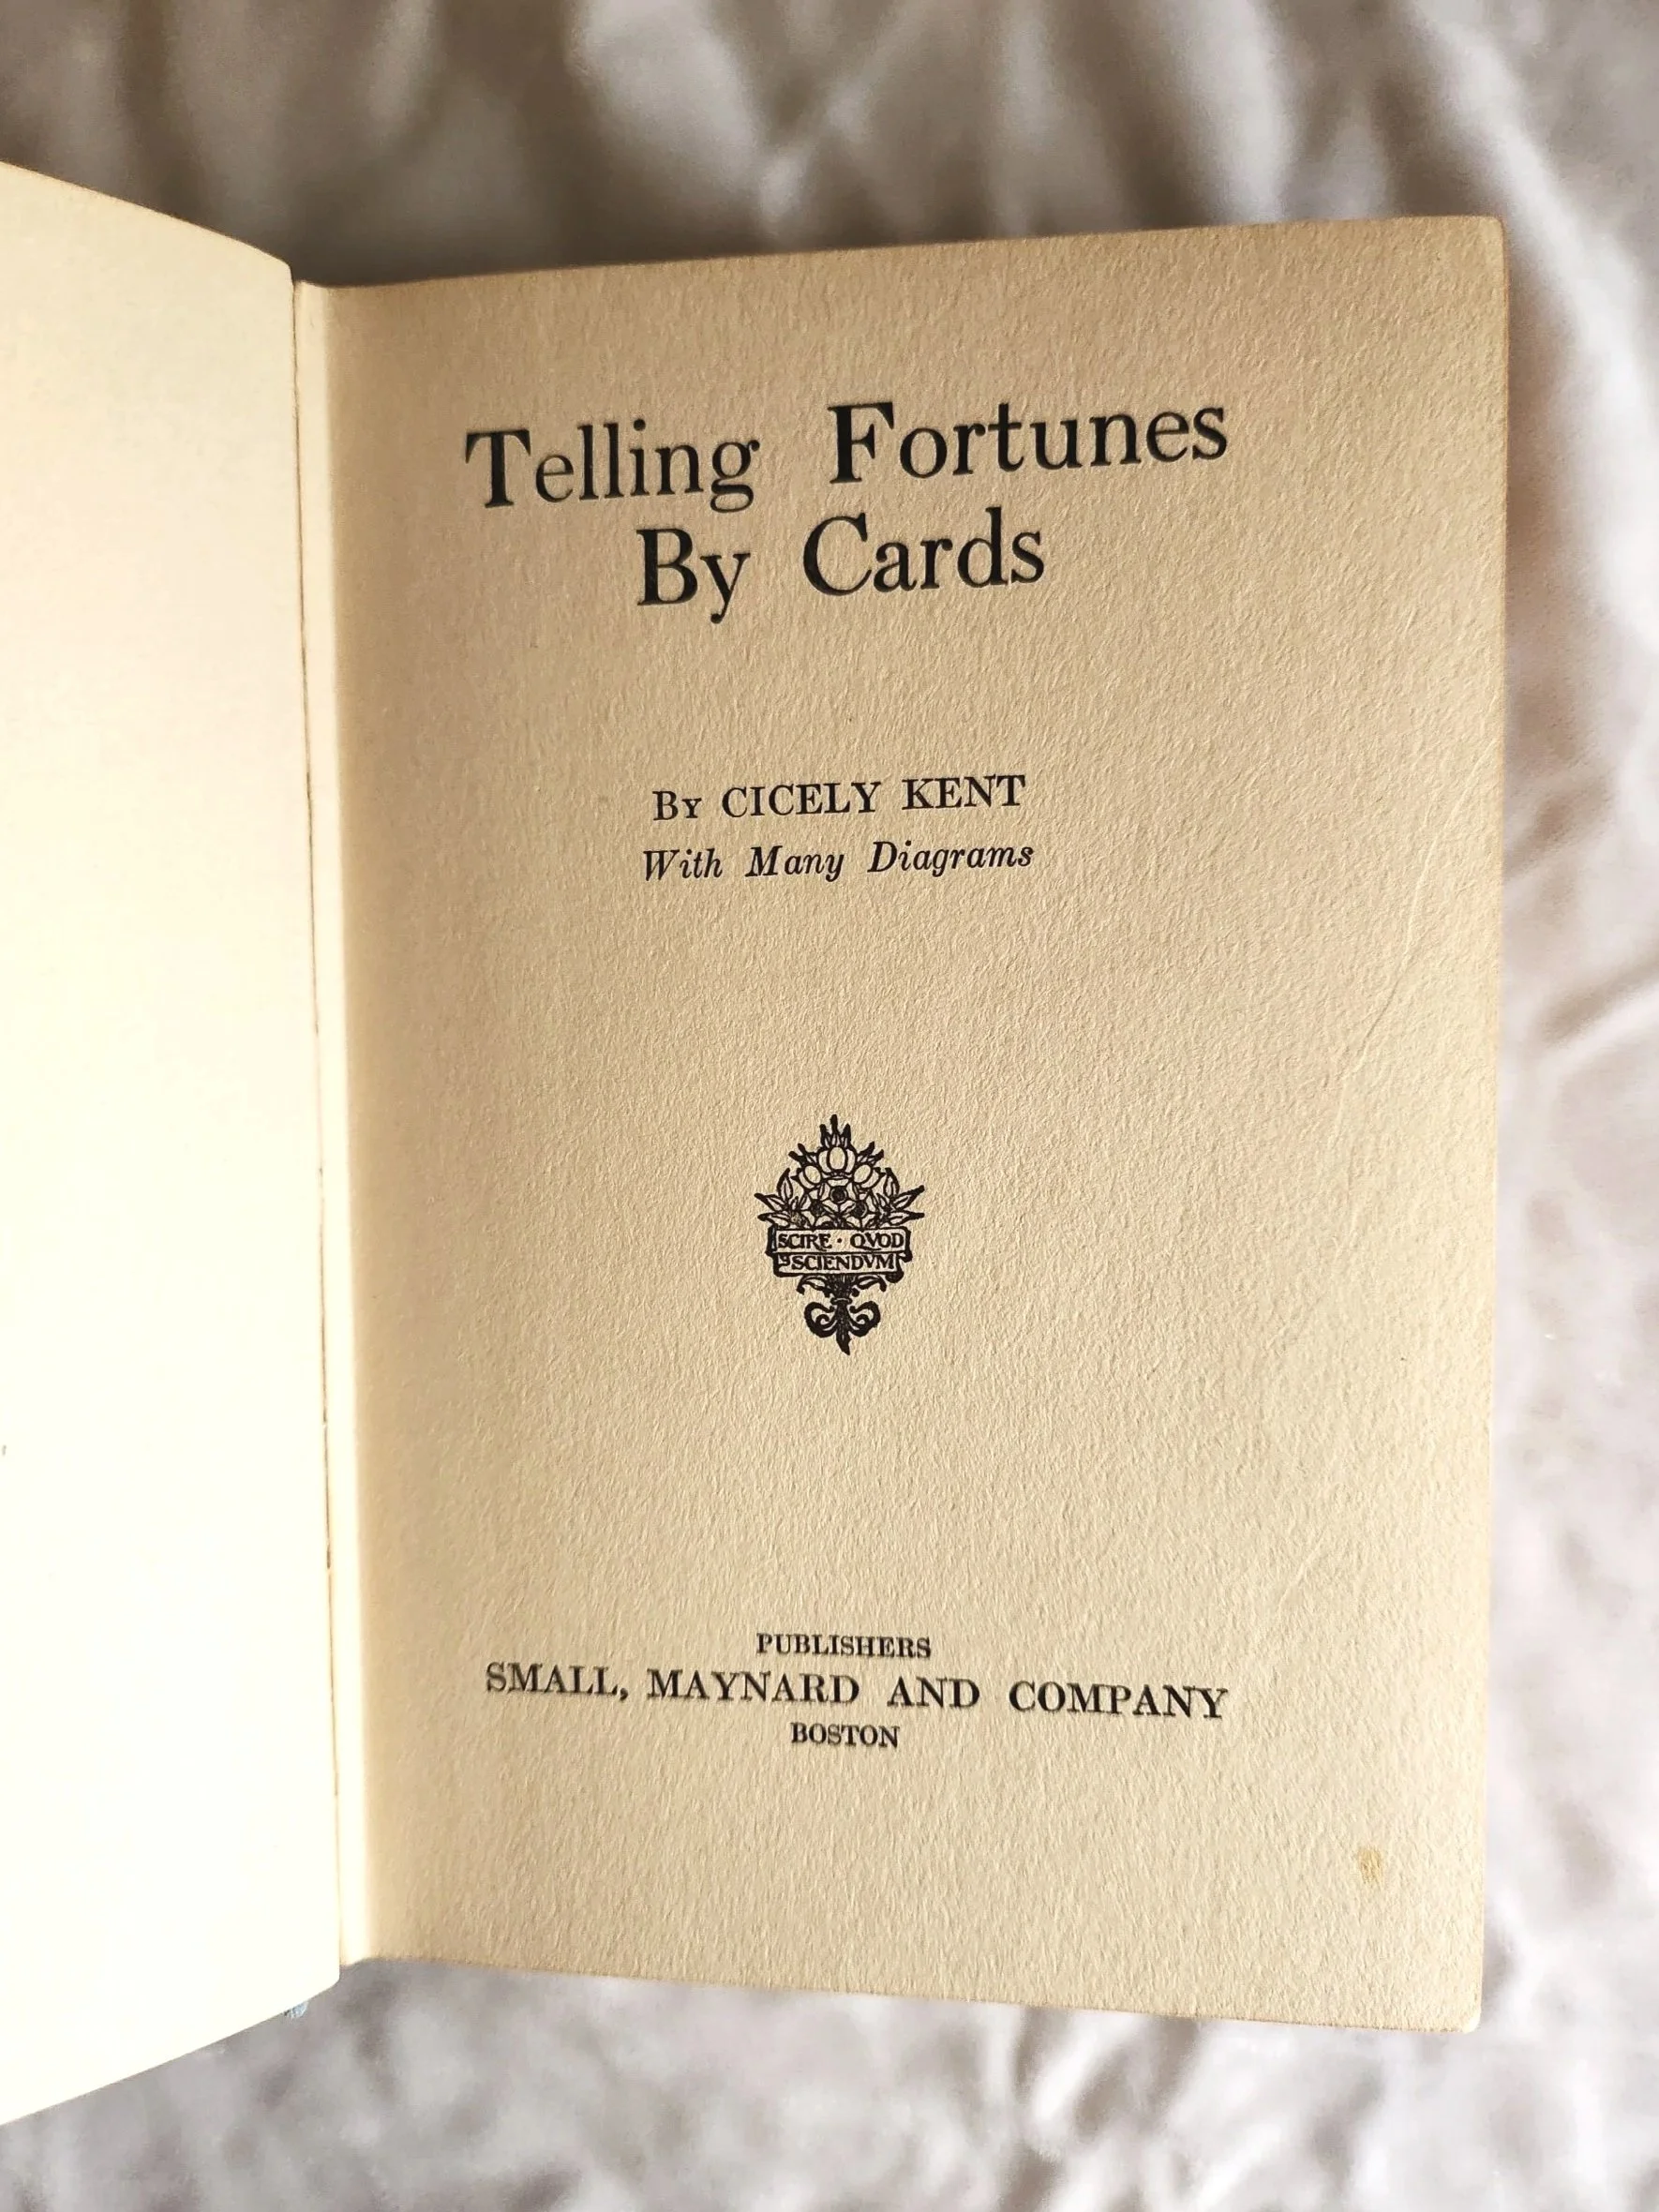 Telling Fortunes
By Cards
By CICELY KENT
With Many Diagrams
SCIRE · QVOD
SCIENDVM
PUBLISHERS
SMALL, MAYNARD AND COMPANY
BOSTON